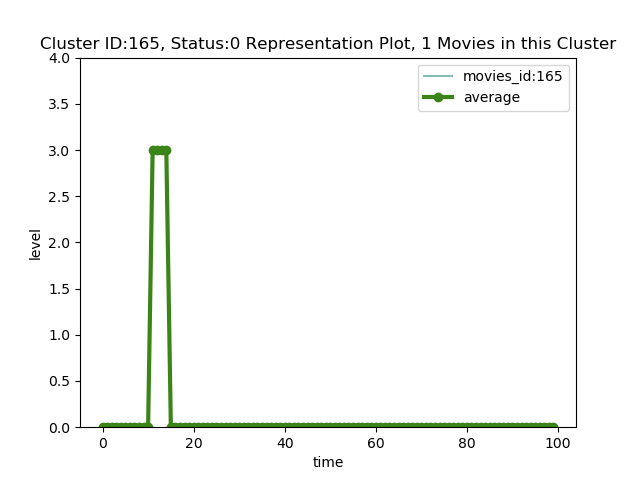 Cluster ID:165, Status:0 Representation Plot, 1 Movies in this Cluster
movies_id:165
average
4.0
3.5
3.0
2.5
2.0
1.5
1.0
0.5
0.0
level
0 20 40 60 80 100
time